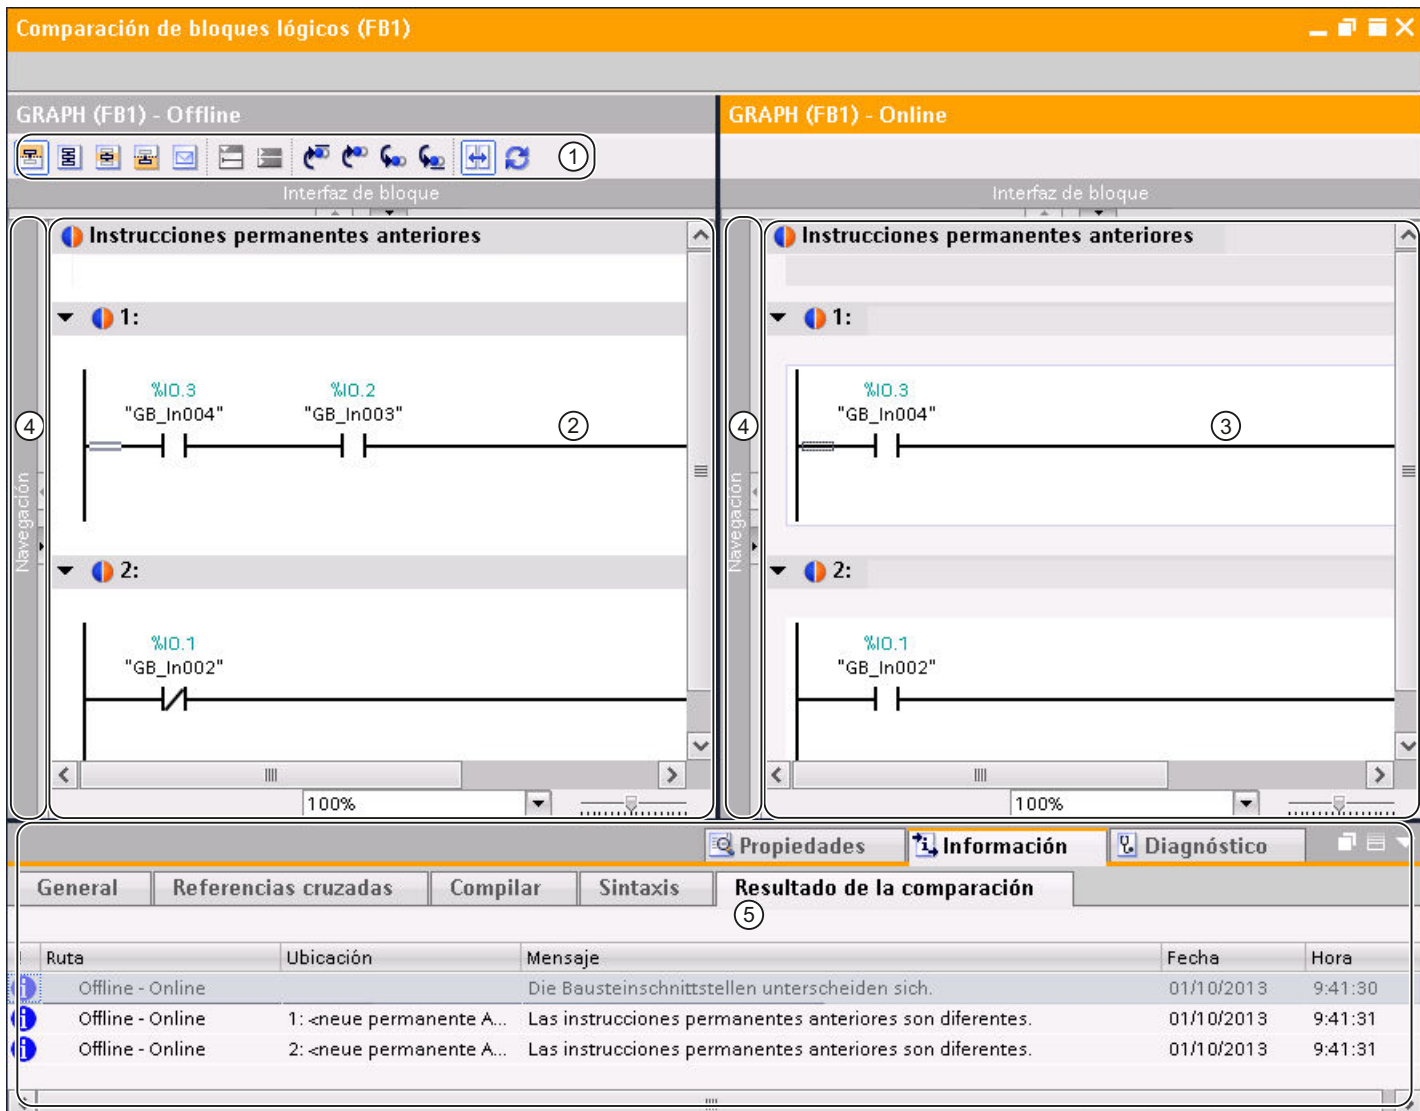 Comparación de bloques lógicos (FB1)
GRAPH (FB1) - Offline
GRAPH (FB1) - Online
1
Interfaz de bloque
Interfaz de bloque
Instrucciones permanentes anteriores
Instrucciones permanentes anteriores
1:
1:
%I0.3
%I0.2
%I0.3
"GB_In004"
"GB_In003"
"GB_In004"
4
2
4
3
Navegación
Navegación
2:
2:
%I0.1
%I0.1
"GB_In002"
"GB_In002"
100%
100%
Propiedades
Información
Diagnóstico
General
Referencias cruzadas
Compilar
Sintaxis
Resultado de la comparación
5
! Ruta Ubicación Mensaje Fecha Hora
Offline - Online Die Bausteinschnittstellen unterscheiden sich. 01/10/2013 9:41:30
Offline - Online 1: <neue permanente A... Las instrucciones permanentes anteriores son diferentes. 01/10/2013 9:41:31
Offline - Online 2: <neue permanente A... Las instrucciones permanentes anteriores son diferentes. 01/10/2013 9:41:31